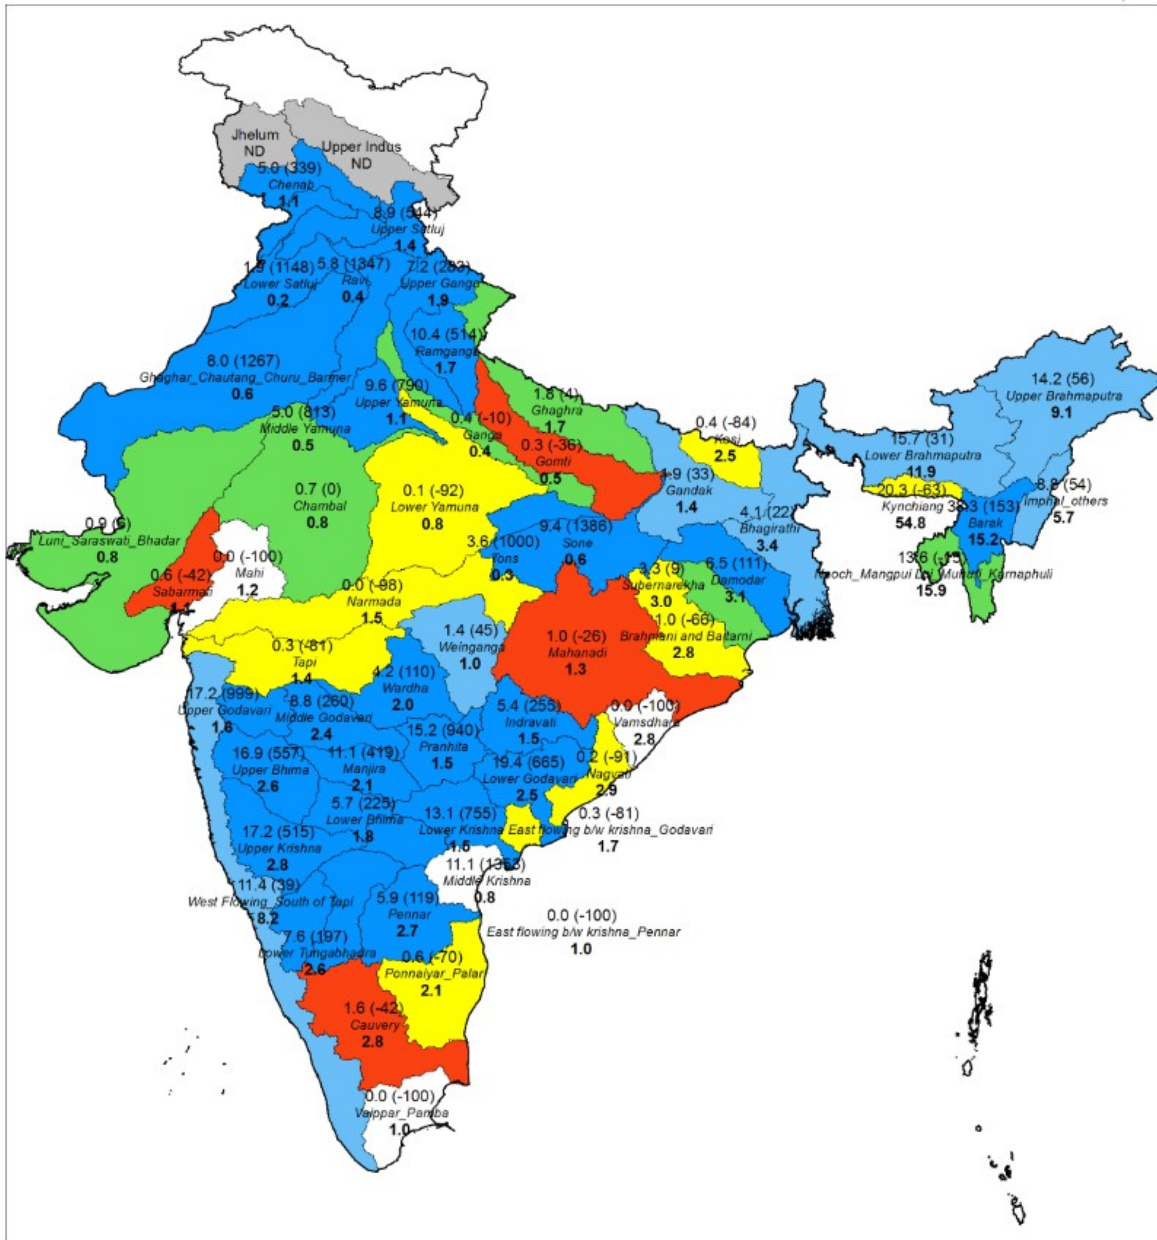 Jhelum
ND
Upper Indus
ND
5.0 (339)
Chenab
1.1
8.9 (544)
Upper Satluj
1.4
1.9 (1148)
Lower Satluj
0.2
5.8 (1347)
Ravi
0.4
7.2 (283)
Upper Ganga
1.9
10.4 (514)
Ramganga
1.7
8.0 (1267)
Ghaghar_Chautang_Churu_Barmer
0.6
9.6 (790)
Upper Yamuna
1.1
5.0 (813)
Middle Yamuna
0.5
0.4 (-10)
Ganga
0.4
1.8 (4)
Ghaghra
1.7
0.3 (-36)
Gomti
0.5
0.4 (-84)
Kosi
2.5
14.2 (56)
Upper Brahmaputra
9.1
15.7 (31)
Lower Brahmaputra
11.9
1.9 (33)
Gandak
1.4
20.3 (-63)
Kynchiang
54.8
(153)
Barak
15.2
8.8 (54)
Imphal_others
5.7
4.1 (22)
Bhagirathi
3.4
0.7 (0)
Chambal
0.8
0.1 (-92)
Lower Yamuna
0.8
9.4 (1386)
Sone
0.6
3.6 (1000)
Tons
0.3
Luni_Saraswati_Bhadar
0.8
0.0 (-100)
Mahi
1.2
0.6 (-42)
Sabarmati
1.1
0.0 (-98)
Narmada
1.5
3.3 (9)
Subernarekha
3.0
6.5 (111)
Damodar
3.1
13.6
15.9
1.0 (-66)
Brahmani and Baitarni
2.8
1.4 (45)
Weinganga
1.0
1.0 (-26)
Mahanadi
1.3
0.3 (-81)
Tapi
1.4
4.2 (110)
Wardha
2.0
17.2 (999)
Upper Godavari
1.6
8.8 (260)
Middle Godavari
2.4
5.4 (255)
Indravati
1.5
0.0 (-100)
Vamsdhara
2.8
15.2 (940)
Pranhita
1.5
16.9 (557)
Upper Bhima
2.6
11.1 (419)
Manjira
2.1
19.4 (665)
Lower Godavari
2.5
0.2 (-91)
Nagvati
2.9
5.7 (225)
Lower Bhima
1.8
13.1 (755)
Lower Krishna
1.5
0.3 (-81)
East flowing b/w krishna_Godavari
1.7
17.2 (515)
Upper Krishna
2.8
11.1 (1353)
Middle Krishna
0.8
11.4 (39)
West Flowing_South of Tapi
8.2
5.9 (119)
Pennar
2.7
0.0 (-100)
East flowing b/w krishna_Pennar
1.0
7.6 (197)
Lower Tungabhadra
2.6
0.6 (-70)
Ponnaiyar_Palar
2.1
1.6 (-42)
Cauvery
2.8
0.0 (-100)
Vaippar_Pamba
1.0